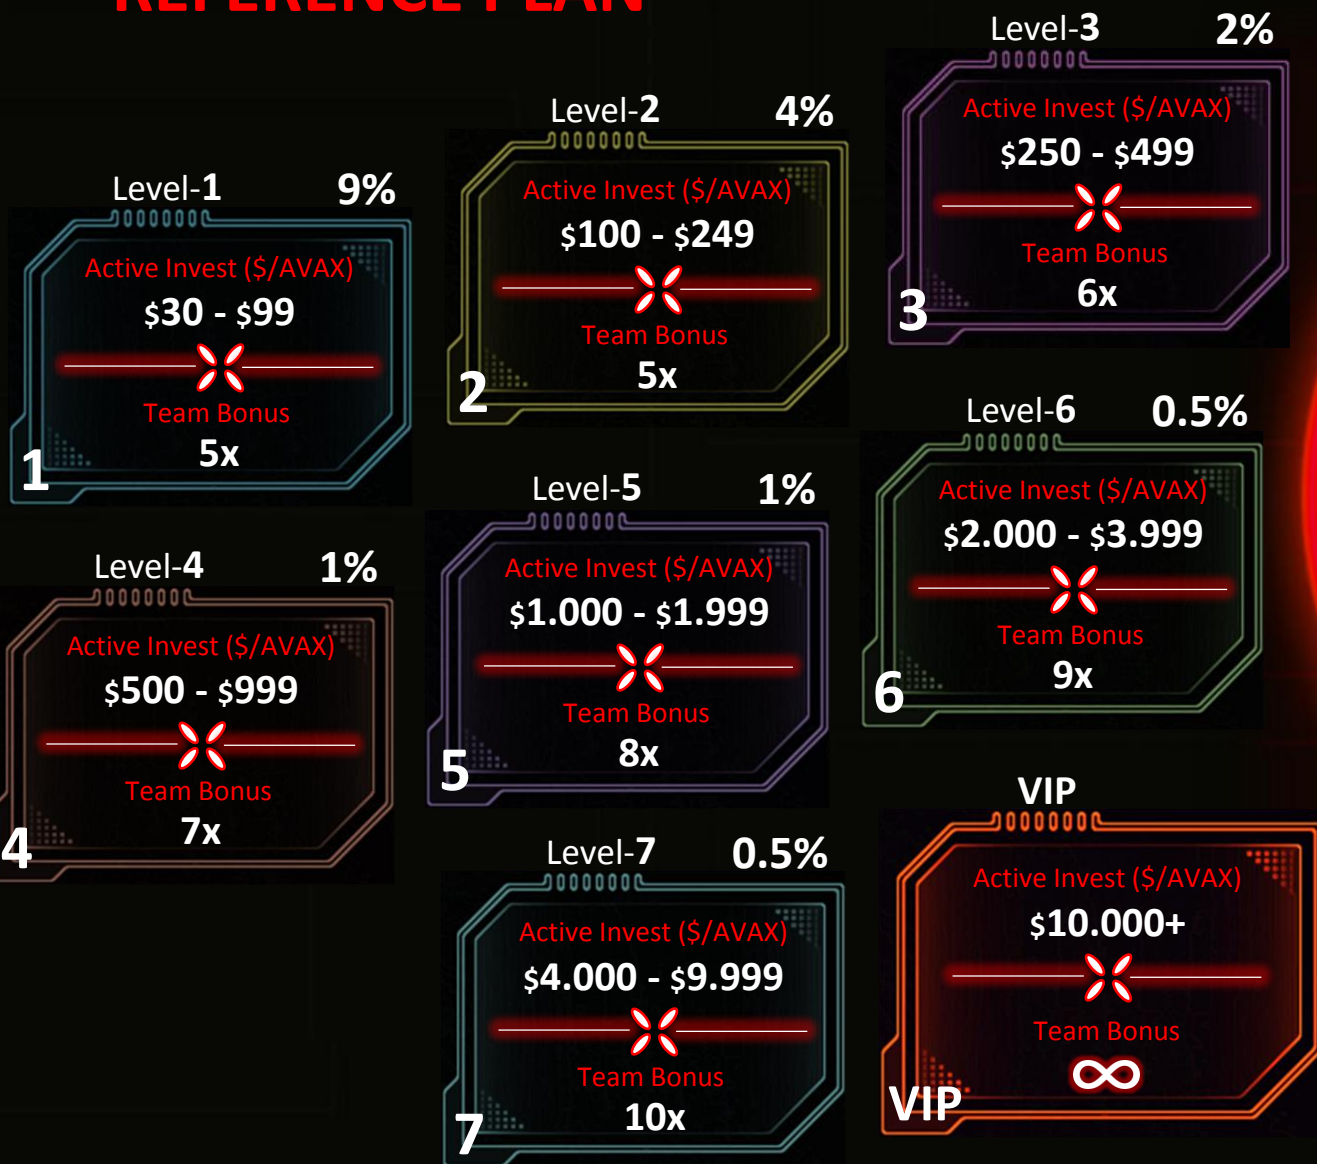 REFERENCE PLAN
Level-1 9%
Active Invest ($/AVAX)
$30 - $99
Team Bonus
5x
1
Level-2 4%
Active Invest ($/AVAX)
$100 - $249
Team Bonus
5x
2
Level-3 2%
Active Invest ($/AVAX)
$250 - $499
Team Bonus
6x
3
Level-4 1%
Active Invest ($/AVAX)
$500 - $999
Team Bonus
7x
4
Level-5 1%
Active Invest ($/AVAX)
$1.000 - $1.999
Team Bonus
8x
5
Level-6 0.5%
Active Invest ($/AVAX)
$2.000 - $3.999
Team Bonus
9x
6
Level-7 0.5%
Active Invest ($/AVAX)
$4.000 - $9.999
Team Bonus
10x
7
VIP
Active Invest ($/AVAX)
$10.000+
Team Bonus
∞
VIP